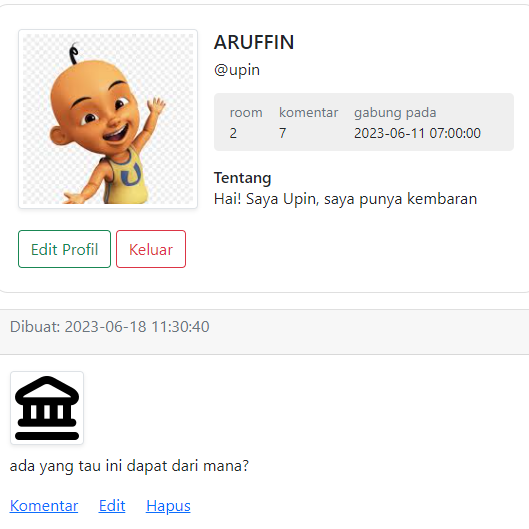 ARUFFIN
@upin
room komentar gabung pada
2 7 2023-06-11 07:00:00
Tentang
Hai! Saya Upin, saya punya kembaran
Edit Profil Keluar
Dibuat: 2023-06-18 11:30:40
ada yang tau ini dapat dari mana?
Komentar Edit Hapus